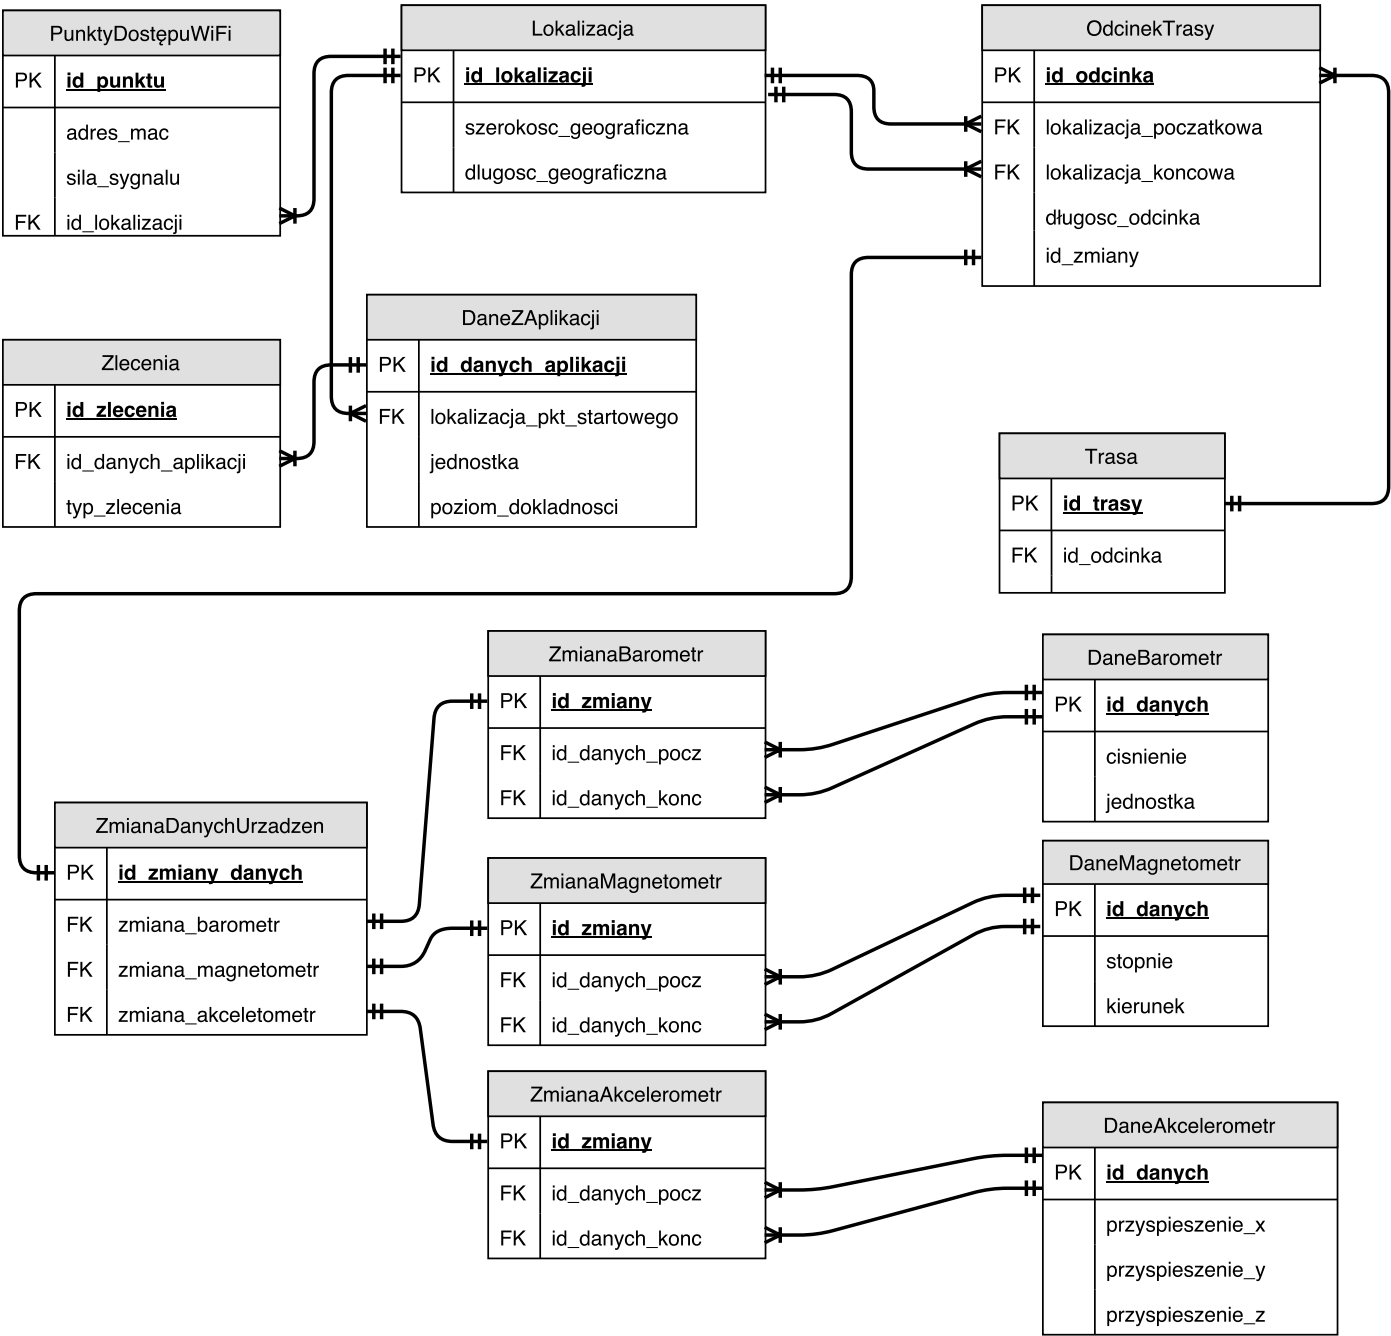 PunktyDostępuWiFi
PK id_punktu
adres_mac
sila_sygnalu
FK id_lokalizacji
Lokalizacja
PK id_lokalizacji
szerokosc_geograficzna
dlugosc_geograficzna
OdcinekTrasy
PK id_odcinka
FK lokalizacja_poczatkowa
FK lokalizacja_koncowa
długosc_odcinka
id_zmiany
Zlecenia
PK id_zlecenia
FK id_danych_aplikacji
typ_zlecenia
DaneZAplikacji
PK id_danych_aplikacji
FK lokalizacja_pkt_startowego
jednostka
poziom_dokladnosci
Trasa
PK id_trasy
FK id_odcinka
ZmianaBarometr
PK id_zmiany
FK id_danych_pocz
FK id_danych_konc
DaneBarometr
PK id_danych
cisnienie
jednostka
ZmianaDanychUrzadzen
PK id_zmiany_danych
FK zmiana_barometr
FK zmiana_magnetometr
FK zmiana_akceletometr
ZmianaMagnetometr
PK id_zmiany
FK id_danych_pocz
FK id_danych_konc
DaneMagnetometr
PK id_danych
stopnie
kierunek
ZmianaAkcelerometr
PK id_zmiany
FK id_danych_pocz
FK id_danych_konc
DaneAkcelerometr
PK id_danych
przyspieszenie_x
przyspieszenie_y
przyspieszenie_z